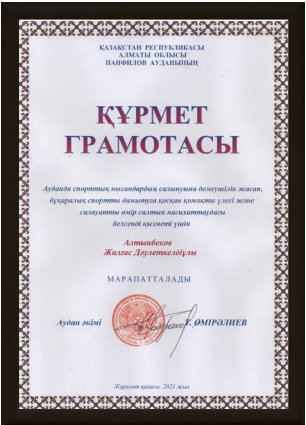 ҚАЗАҚСТАН РЕСПУБЛИКАСЫ
АЛМАТЫ ОБЛЫСЫ
ПАНФИЛОВ АУДАНЫНЫҢ
ҚҰРМЕТ
ГРАМОТАСЫ
Ауданда спорттық нысандардың салынуына демеушілік жасап,
бұқаралық спортты дамытуға қосқан қомақты үлесі және
салауатты өмір салтын насихаттаудағы
белсенді қызметі үшін
Алтынбеков
Жалғас Дәулеткелдіұлы
МАРАПАТТАЛАДЫ
Аудан әкімі Т. ӨМІРӘЛИЕВ
Жаркент қаласы, 2021 жыл